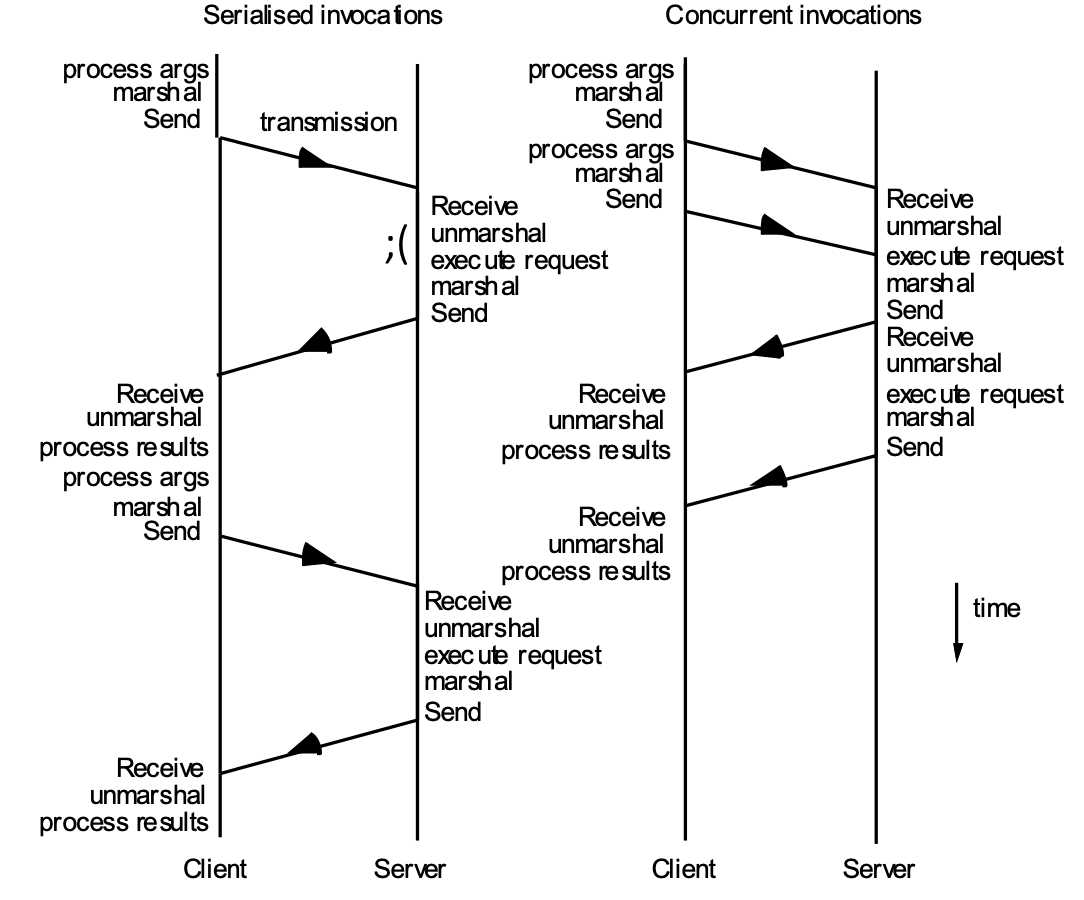 Serialised invocations
process args
marshal
Send
transmission
Receive
unmarshal
execute request
marshal
Send
;(
Receive
unmarshal
process results
process args
marshal
Send
Receive
unmarshal
execute request
marshal
Send
Receive
unmarshal
process results
Client
Server
Concurrent invocations
process args
marshal
Send
process args
marshal
Send
Receive
unmarshal
execute request
marshal
Send
Receive
unmarshal
execute request
marshal
Send
Receive
unmarshal
process results
Receive
unmarshal
process results
time
Client
Server